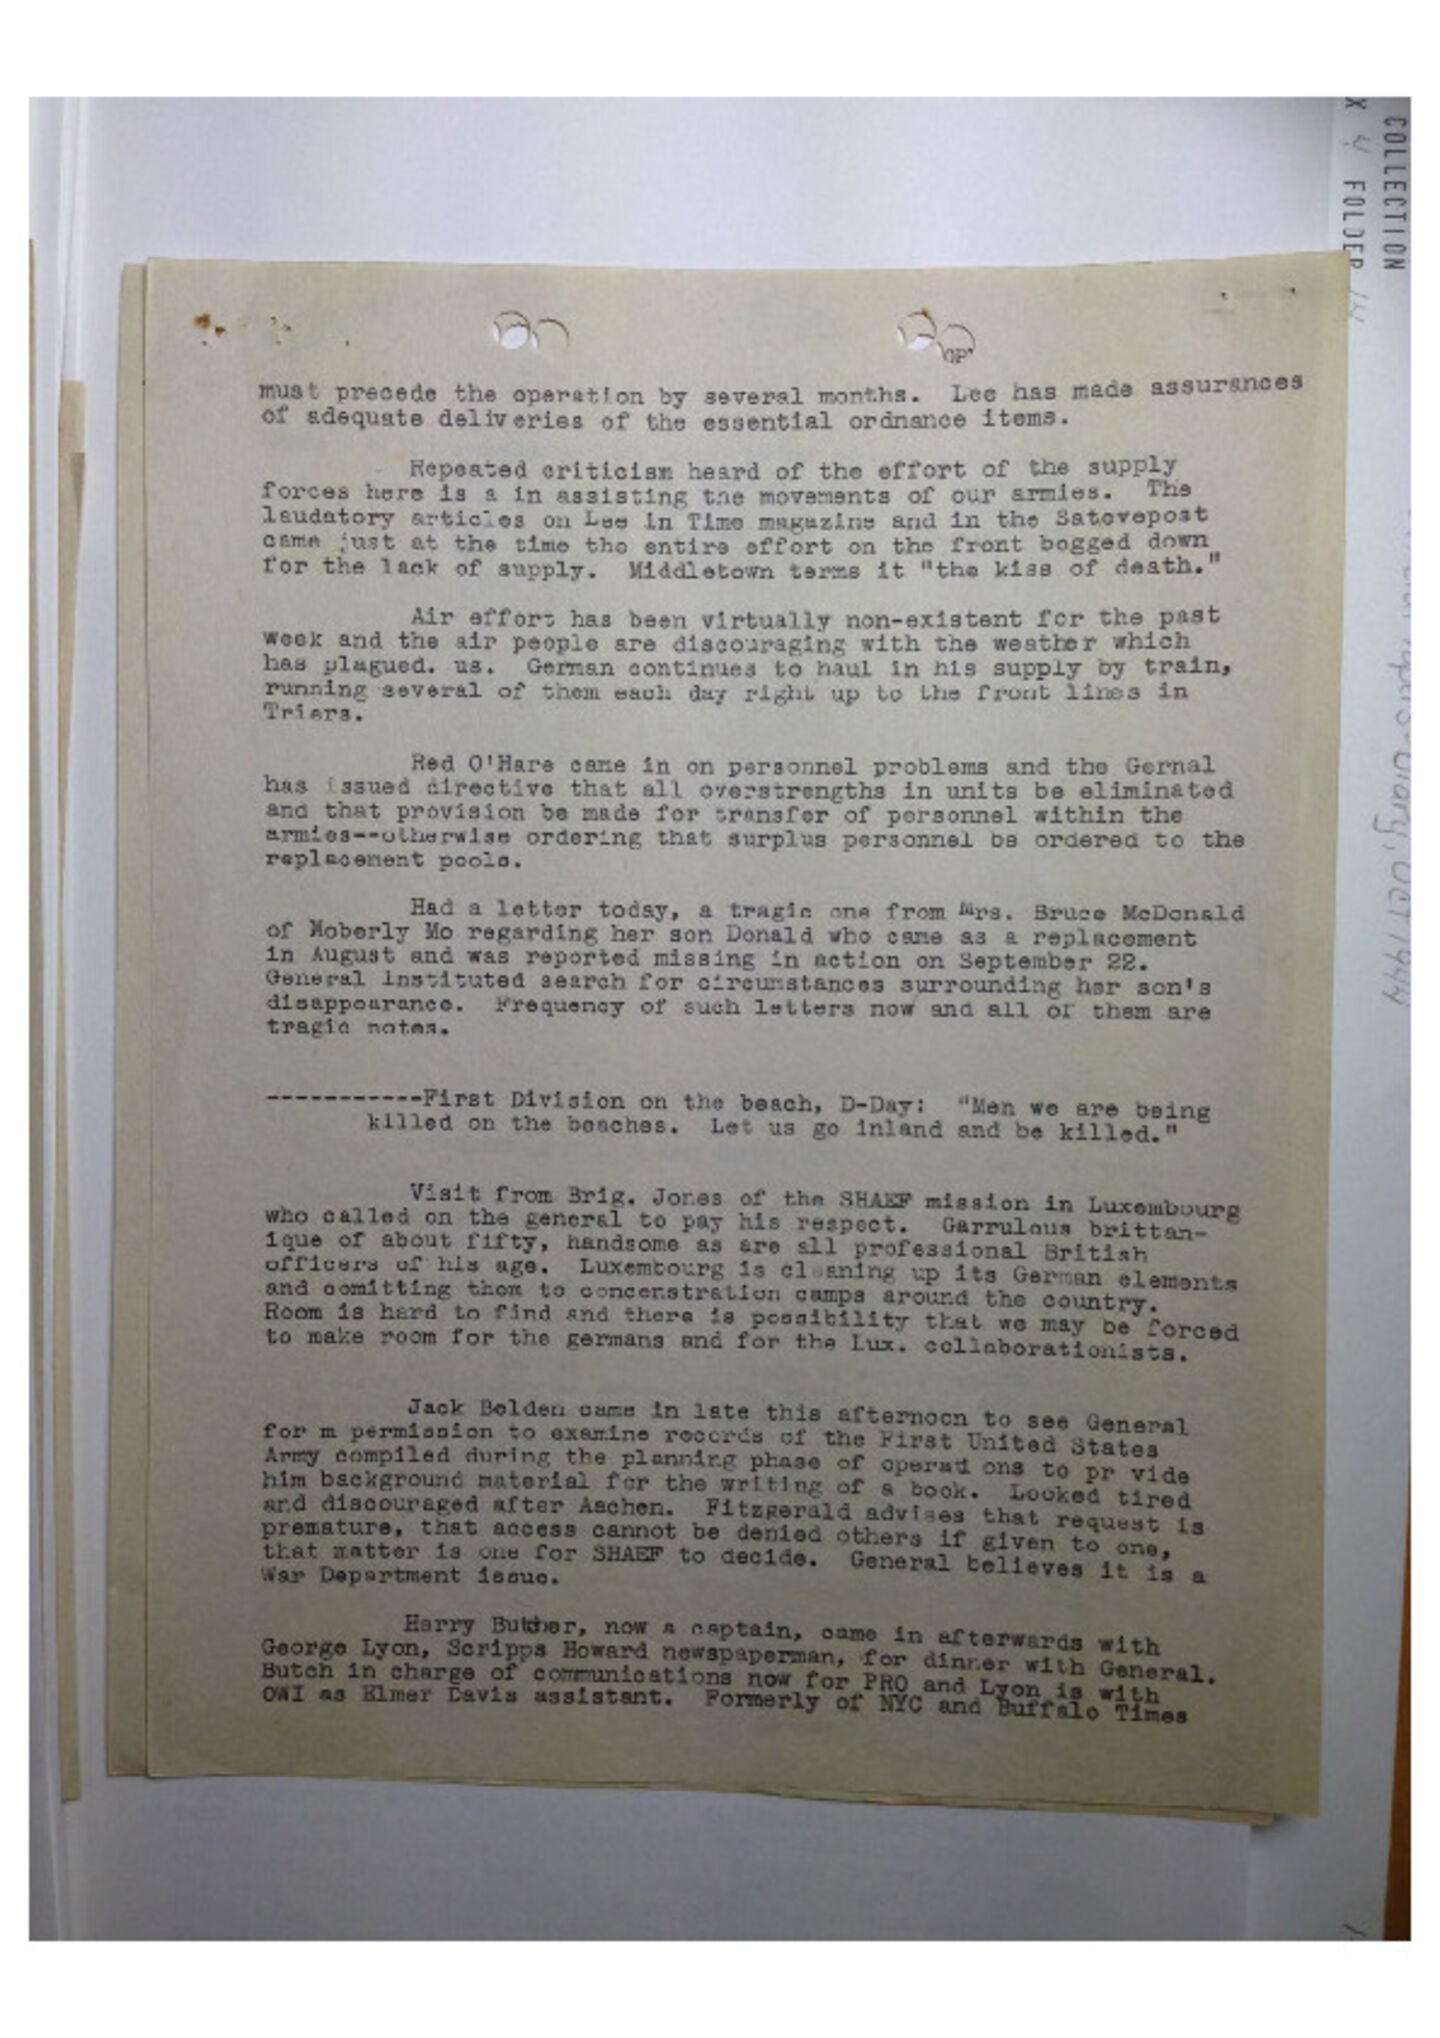 COLLECTION
X 4 FOLDER 14
must precede the operation by several months. Lee has made assurances
of adequate deliveries of the essential ordnance items.
Repeated criticism heard of the effort of the supply
forces here is a in assisting the movements of our armies. The
laudatory articles on Lee in Time magazine and in the Satevepost
came just at the time the entire effort on the front bogged down
for the lack of supply. Middletown terms it "the kiss of death."
Air effort has been virtually non-existent for the past
week and the air people are discouraging with the weather which
has plagued. us. German continues to haul in his supply by train,
running several of them each day right up to the front lines in
Triers.
Red O'Hare came in on personnel problems and the Gernal
has issued directive that all overstrengths in units be eliminated
and that provision be made for transfer of personnel within the
armies--otherwise ordering that surplus personnel be ordered to the
replacement pools.
Had a letter today, a tragic one from Mrs. Bruce McDonald
of Moberly Mo regarding her son Donald who came as a replacement
in August and was reported missing in action on September 22.
General instituted search for circumstances surrounding her son's
disappearance. Frequency of such letters now and all of them are
tragic notes.
-----------First Division on the beach, D-Day: "Men we are being
killed on the beaches. Let us go inland and be killed."
Visit from Brig. Jones of the SHAEF mission in Luxembourg
who called on the general to pay his respect. Garrulous brittan-
ique of about fifty, handsome as are all professional British
officers of his age. Luxembourg is cleaning up its German elements
and comitting them to concenstration camps around the country.
Room is hard to find and there is possibility that we may be forced
to make room for the germans and for the Lux. collaborationists.
Jack Belden came in late this afternoon to see General
for m permission to examine records of the First United States
Army compiled during the planning phase of operati ons to pr vide
him background material for the writing of a book. Looked tired
and discouraged after Aachen. Fitzgerald advises that request is
premature, that access cannot be denied others if given to one,
that matter is one for SHAEF to decide. General believes it is a
War Department issue.
Harry Butcher, now a captain, came in afterwards with
George Lyon, Scripps Howard newspaperman, for dinner with General.
Butch in charge of communications now for PRO and Lyon is with
OWI as Elmer Davis assistant. Formerly of NYC and Buffalo Times
Diary, Oct 1944